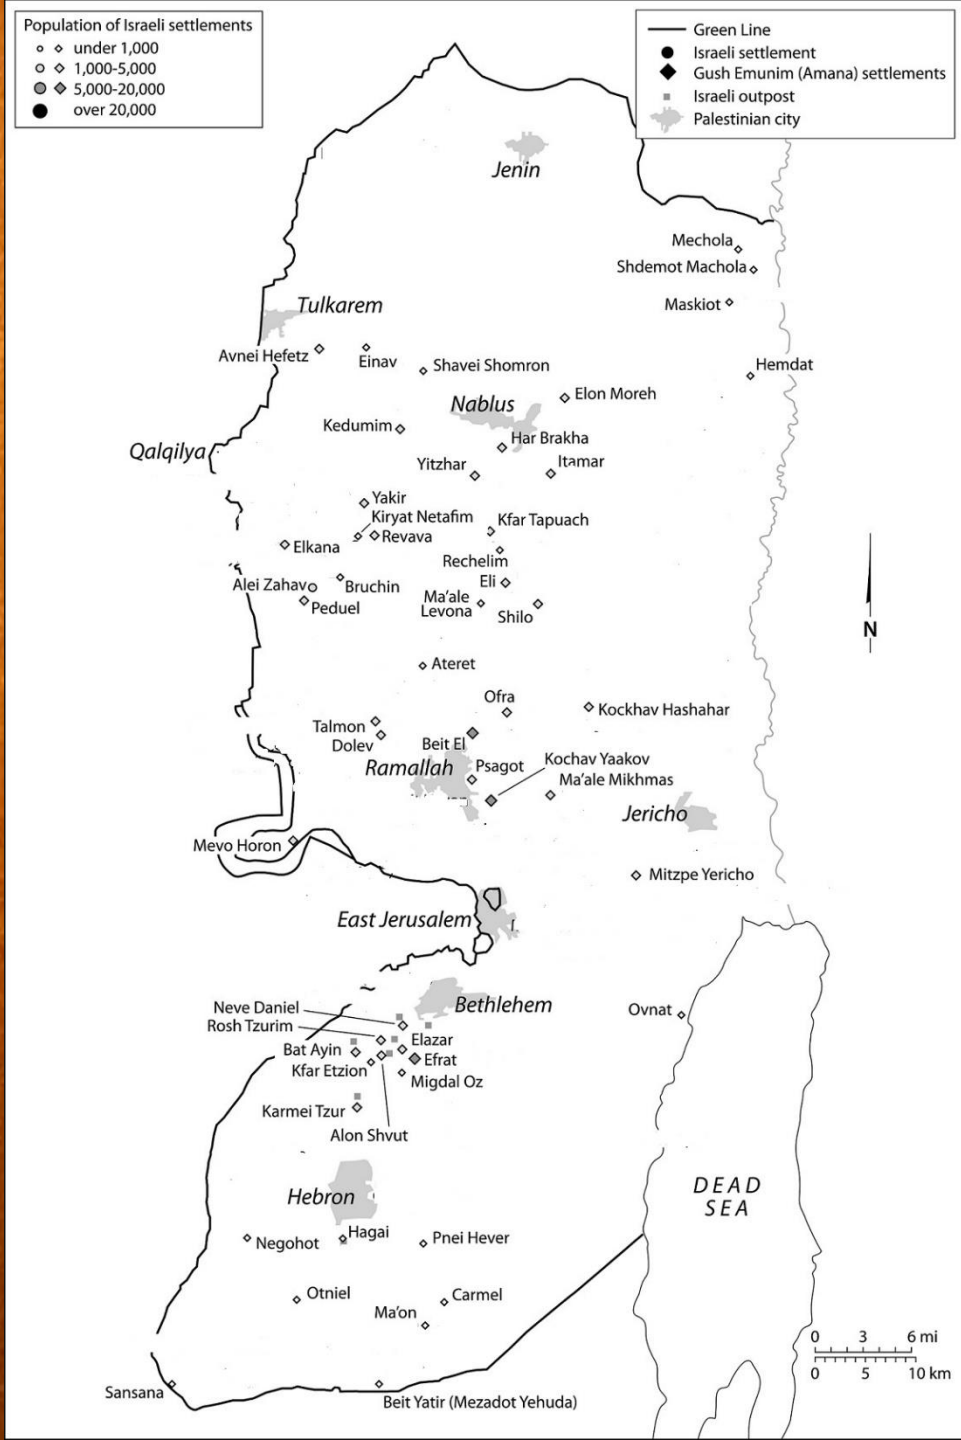 Population of Israeli settlements
under 1,000
1,000-5,000
5,000-20,000
over 20,000
Green Line
Israeli settlement
Gush Emunim (Amana) settlements
Israeli outpost
Palestinian city
Jenin
Mechola
Shdemot Machola
Maskiot
Tulkarem
Avnei Hefetz
Einav
Shavei Shomron
Hemdat
Elon Moreh
Nablus
Kedumim
Har Brakha
Qalqilya
Yitzhar
Itamar
Yakir
Kiryat Netafim
Revava
Kfar Tapuach
Elkana
Rechelim
Alei Zahav
Bruchin
Eli
Peduel
Ma'ale
Levona
Shilo
N
Ateret
Ofra
Kockhav Hashahar
Talmon
Dolev
Beit El
Ramallah
Psagot
Kochav Yaakov
Ma'ale Mikhmas
Jericho
Mevo Horon
Mitzpe Yericho
East Jerusalem
Bethlehem
Neve Daniel
Rosh Tzurim
Ovnat
Elazar
Bat Ayin
Efrat
Kfar Etzion
Migdal Oz
Karmei Tzur
Alon Shvut
DEAD
SEA
Hebron
Hagai
Negohot
Pnei Hever
Otniel
Carmel
Ma'on
0 3 6 mi
0 5 10 km
Sansana
Beit Yatir (Mezadot Yehuda)